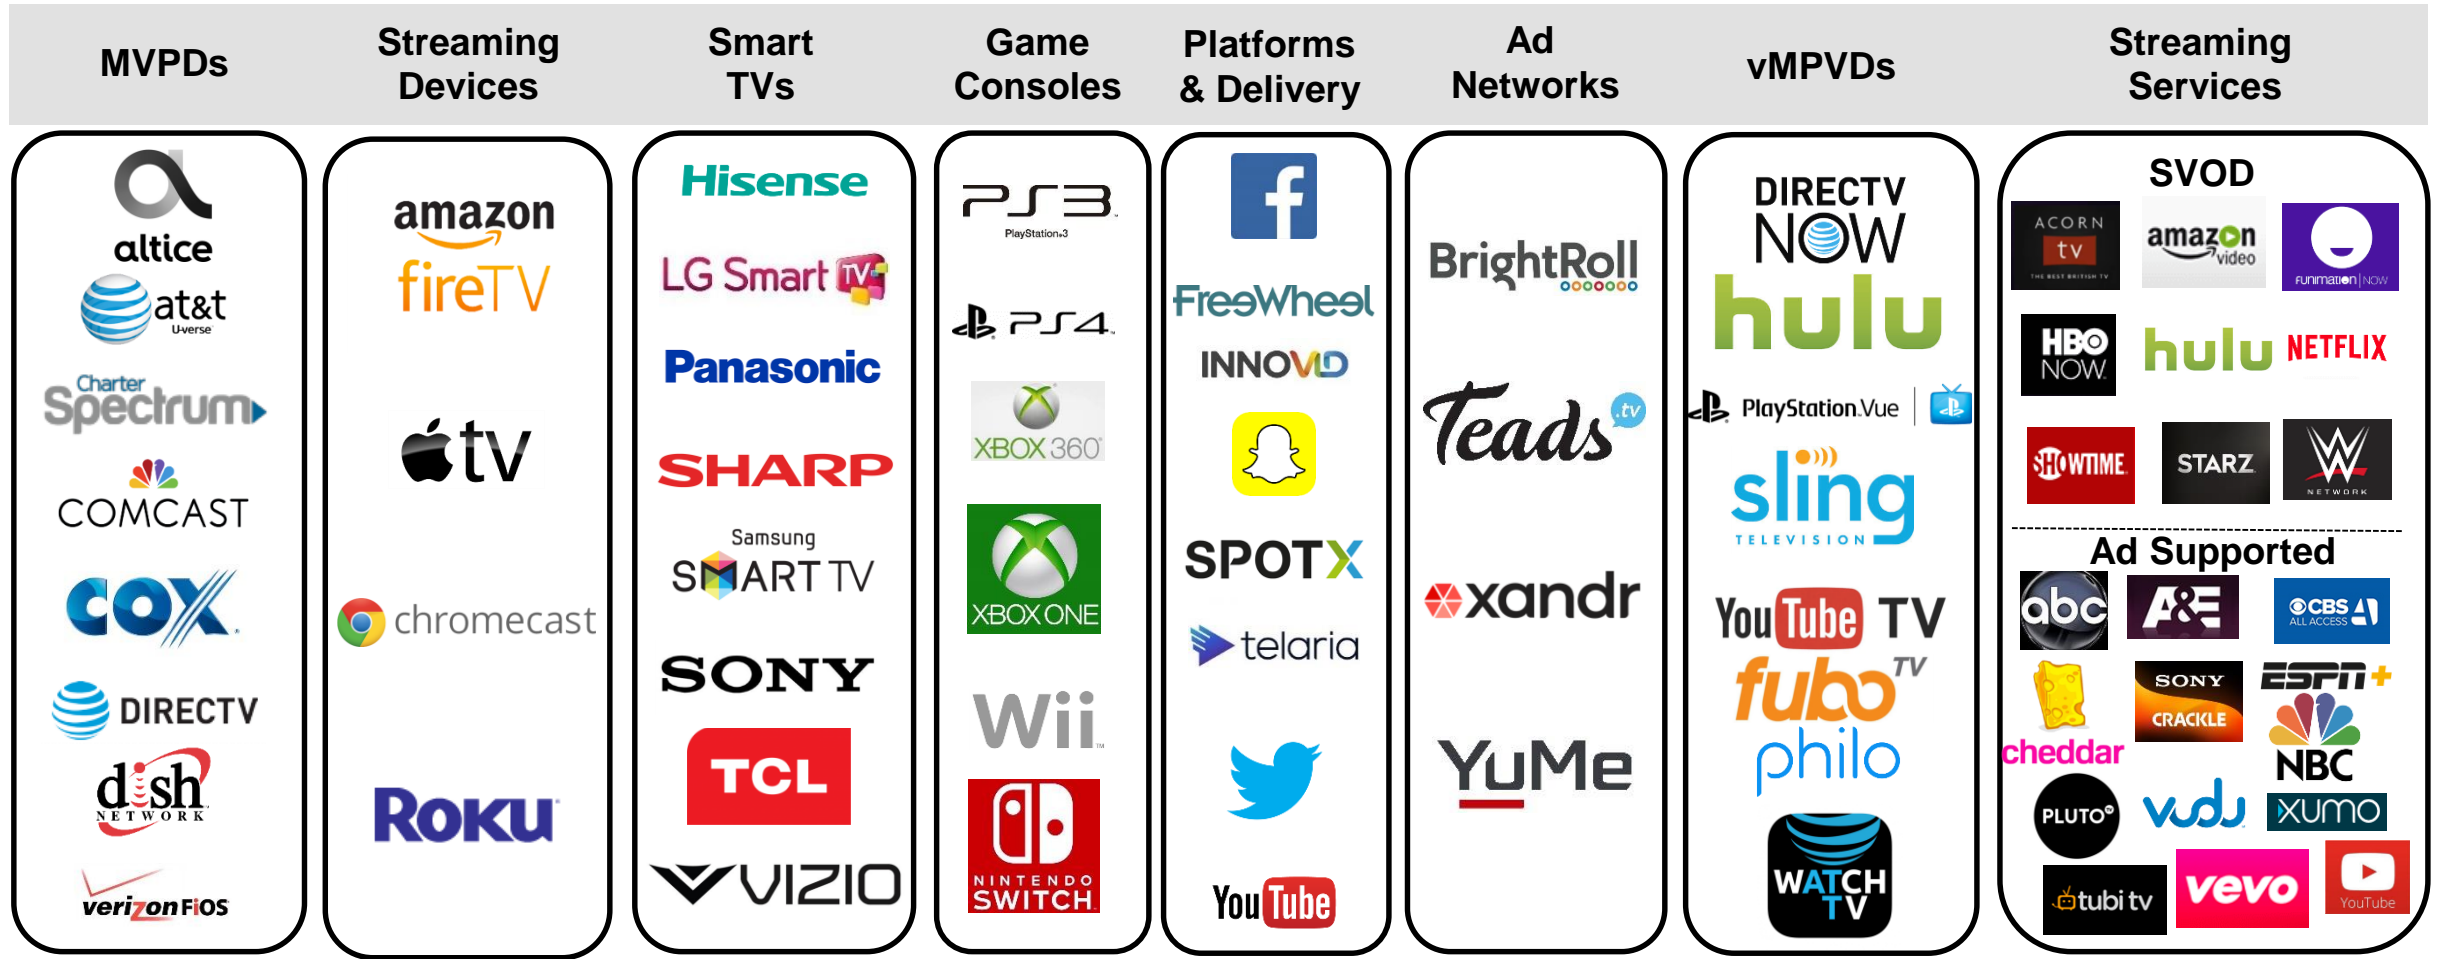 MVPDs
Streaming
Devices
Smart
TVs
Game
Consoles
Platforms
& Delivery
Ad
Networks
vMPVDs
Streaming
Services
altice
at&t
U-verse
Charter
Spectrum
COMCAST
COX
DIRECTV
dish
NETWORK
verizon FiOS
amazon
fireTV
tv
chromecast
ROKU
Hisense
LG Smart TV
Panasonic
SHARP
Samsung
SMART TV
SONY
TCL
VIZIO
PS3
PlayStation 3
PS4
XBOX 360
XBOX ONE
Wii
NINTENDO
SWITCH
f
FreeWheel
INNOVID
SPOTX
telaria
YouTube
BrightRoll
Teads .tv
xandr
YuMe
DIRECTV
NOW
hulu
PlayStation Vue
sling
TELEVISION
YouTube TV
fubo TV
philo
WATCH
TV
SVOD
ACORN
tv
THE BEST BRITISH TV
amazon
video
FUNIMATION | NOW
HBO
NOW
hulu
NETFLIX
SHOWTIME
STARZ
W
NETWORK
Ad Supported
abc
A&E
CBS
ALL ACCESS
cheddar
SONY
CRACKLE
ESPN+
NBC
PLUTO TV
vudu
XUMO
tubi tv
vevo
YouTube